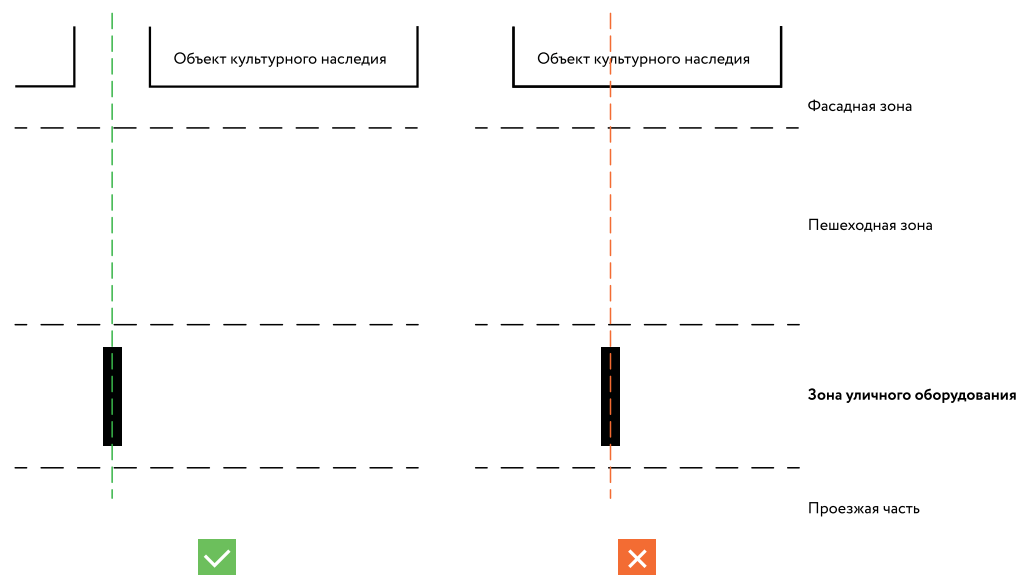 Объект культурного наследия
Объект культурного наследия
Фасадная зона
Пешеходная зона
Зона уличного оборудования
Проезжая часть